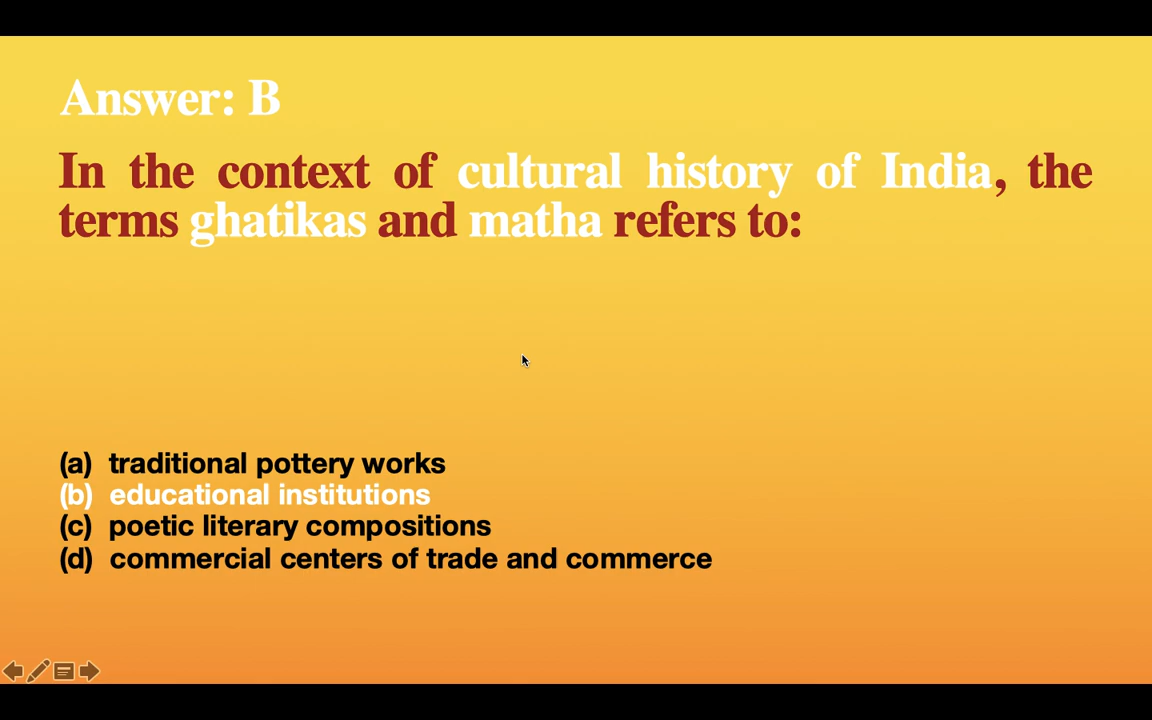 Answer: B
In the context of cultural history of India, the
terms ghatikas and matha refers to:
(a) traditional pottery works
(b) educational institutions
(c) poetic literary compositions
(d) commercial centers of trade and commerce